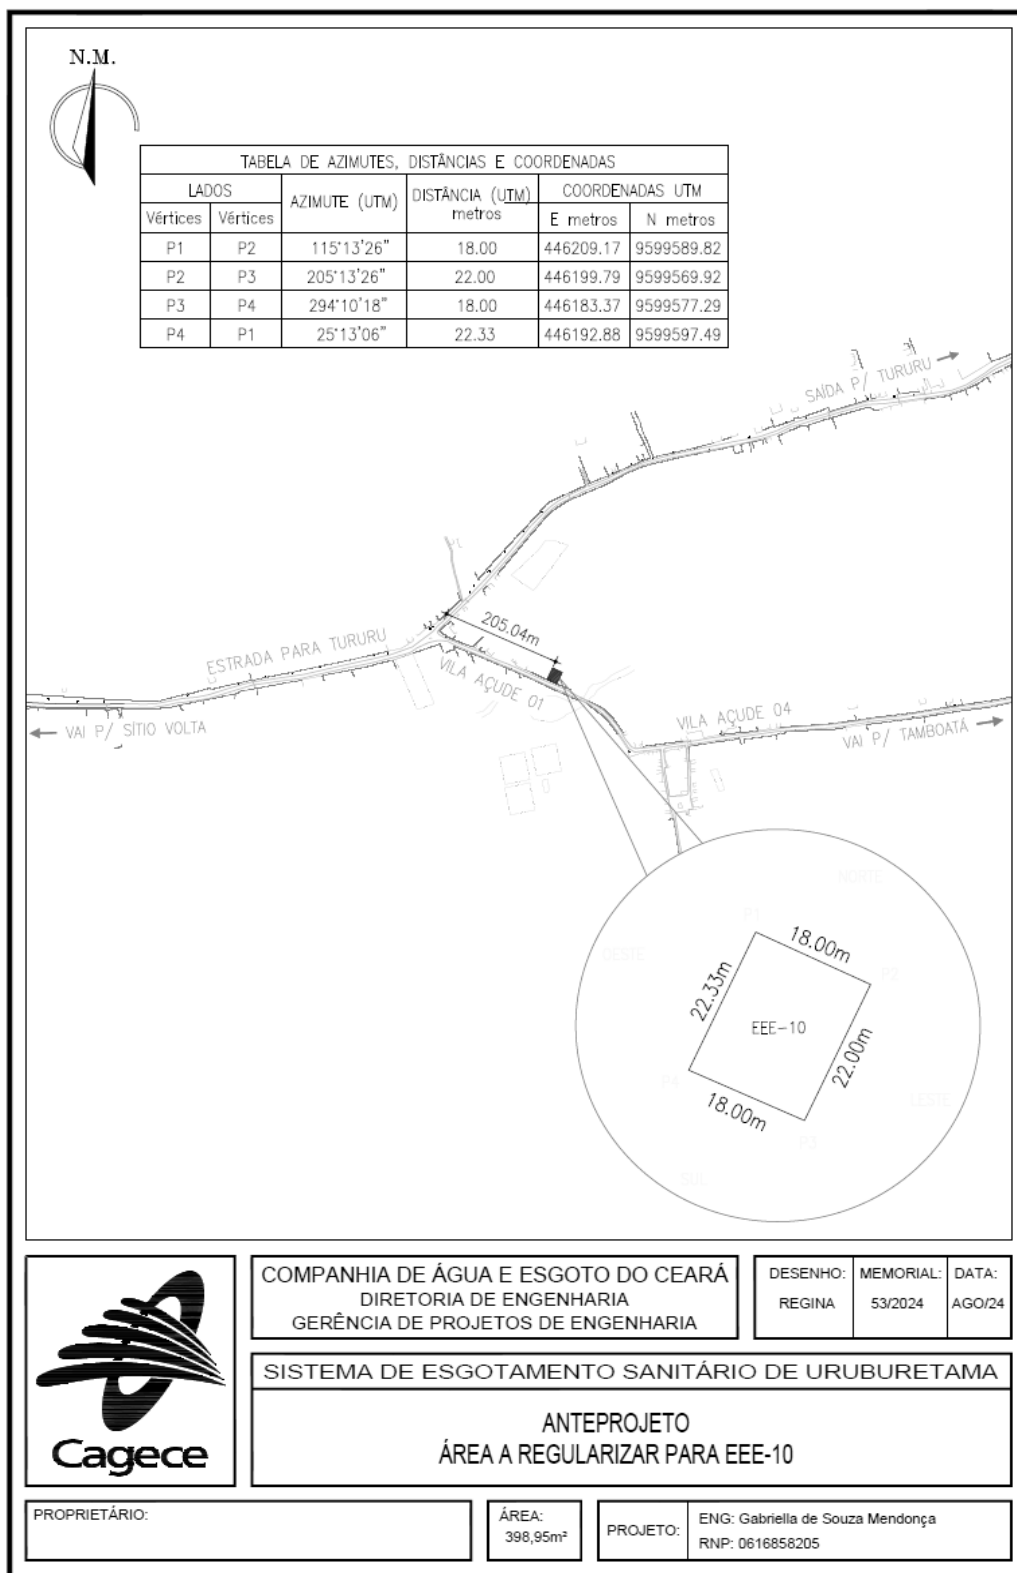 N.M.
TABELA DE AZIMUTES, DISTÂNCIAS E COORDENADAS
LADOS AZIMUTE (UTM) DISTÂNCIA (UTM) metros COORDENADAS UTM
Vértices Vértices E metros N metros
P1 P2 115°13'26" 18.00 446209.17 9599589.82
P2 P3 205°13'26" 22.00 446199.79 9599569.92
P3 P4 294°10'18" 18.00 446183.37 9599577.29
P4 P1 25°13'06" 22.33 446192.88 9599597.49
SAÍDA P/ TURURU
205.04m
ESTRADA PARA TURURU
VILA AÇUDE 01
VILA AÇUDE 04
VAI P/ SÍTIO VOLTA
VAI P/ TAMBOATÁ
NORTE
P1
18.00m
OESTE
P2
22.33m
EEE-10
22.00m
P4
18.00m
LESTE
P3
SUL
COMPANHIA DE ÁGUA E ESGOTO DO CEARÁ
DIRETORIA DE ENGENHARIA
GERÊNCIA DE PROJETOS DE ENGENHARIA
DESENHO: MEMORIAL: DATA:
REGINA 53/2024 AGO/24
SISTEMA DE ESGOTAMENTO SANITÁRIO DE URUBURETAMA
ANTEPROJETO
ÁREA A REGULARIZAR PARA EEE-10
Cagece
PROPRIETÁRIO:
ÁREA:
398,95m²
PROJETO:
ENG: Gabriella de Souza Mendonça
RNP: 0616858205